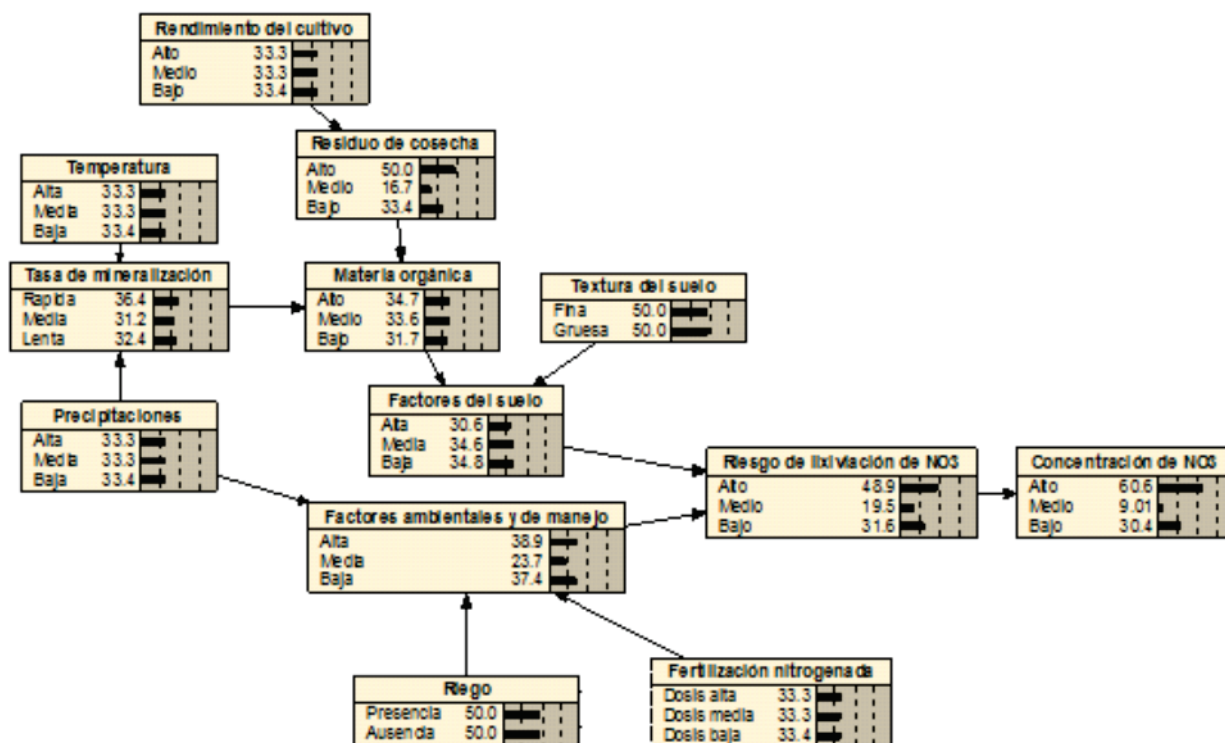 Rendimiento del cultivo
Alto 33.3
Medio 33.3
Bajo 33.4
Residuo de cosecha
Alto 50.0
Medio 16.7
Bajo 33.4
Temperatura
Alta 33.3
Media 33.3
Baja 33.4
Tasa de mineralización
Rapida 36.4
Media 31.2
Lenta 32.4
Materia orgánica
Alto 34.7
Medio 33.6
Bajo 31.7
Textura del suelo
Fina 50.0
Gruesa 50.0
Precipitaciones
Alta 33.3
Media 33.3
Baja 33.4
Factores del suelo
Alta 30.6
Media 34.6
Baja 34.8
Riesgo de lixiviación de NO3
Alto 48.9
Medio 19.5
Bajo 31.6
Concentración de NO3
Alto 60.6
Medio 9.01
Bajo 30.4
Factores ambientales y de manejo
Alta 38.9
Media 23.7
Baja 37.4
Riego
Presencia 50.0
Ausencia 50.0
Fertilización nitrogenada
Dosis alta 33.3
Dosis media 33.3
Dosis baja 33.4